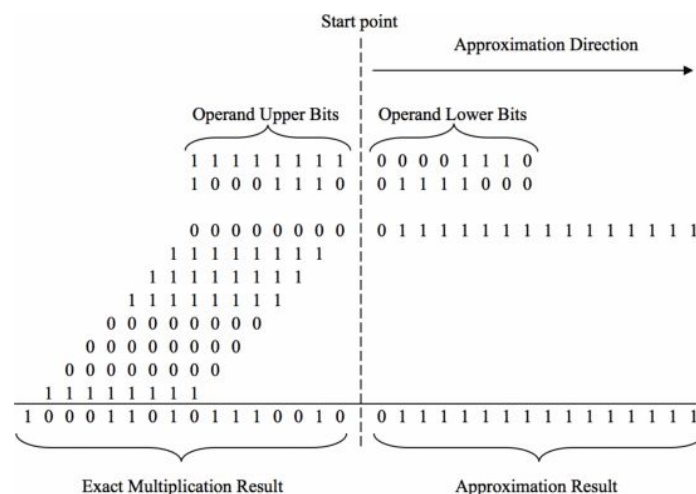 Start point
Approximation Direction
Operand Upper Bits Operand Lower Bits
1 1 1 1 1 1 1 1 0 0 0 0 1 1 1 0
1 0 0 0 1 1 1 0 0 1 1 1 1 0 0 0
0 0 0 0 0 0 0 0 0 1 1 1 1 1 1 1 1 1 1 1 1 1 1 1
1 1 1 1 1 1 1 1
1 1 1 1 1 1 1 1
1 1 1 1 1 1 1 1
0 0 0 0 0 0 0 0
0 0 0 0 0 0 0 0
0 0 0 0 0 0 0 0
1 1 1 1 1 1 1 1
1 0 0 0 1 1 0 1 0 1 1 1 0 0 1 0 0 1 1 1 1 1 1 1 1 1 1 1 1 1 1 1
Exact Multiplication Result Approximation Result